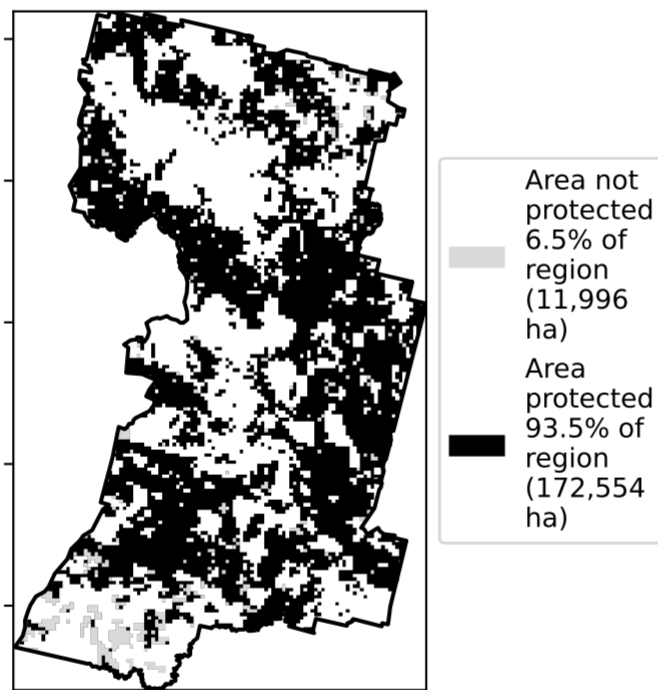 Area not
protected
6.5% of
region
(11,996
ha)
Area
protected
93.5% of
region
(172,554
ha)